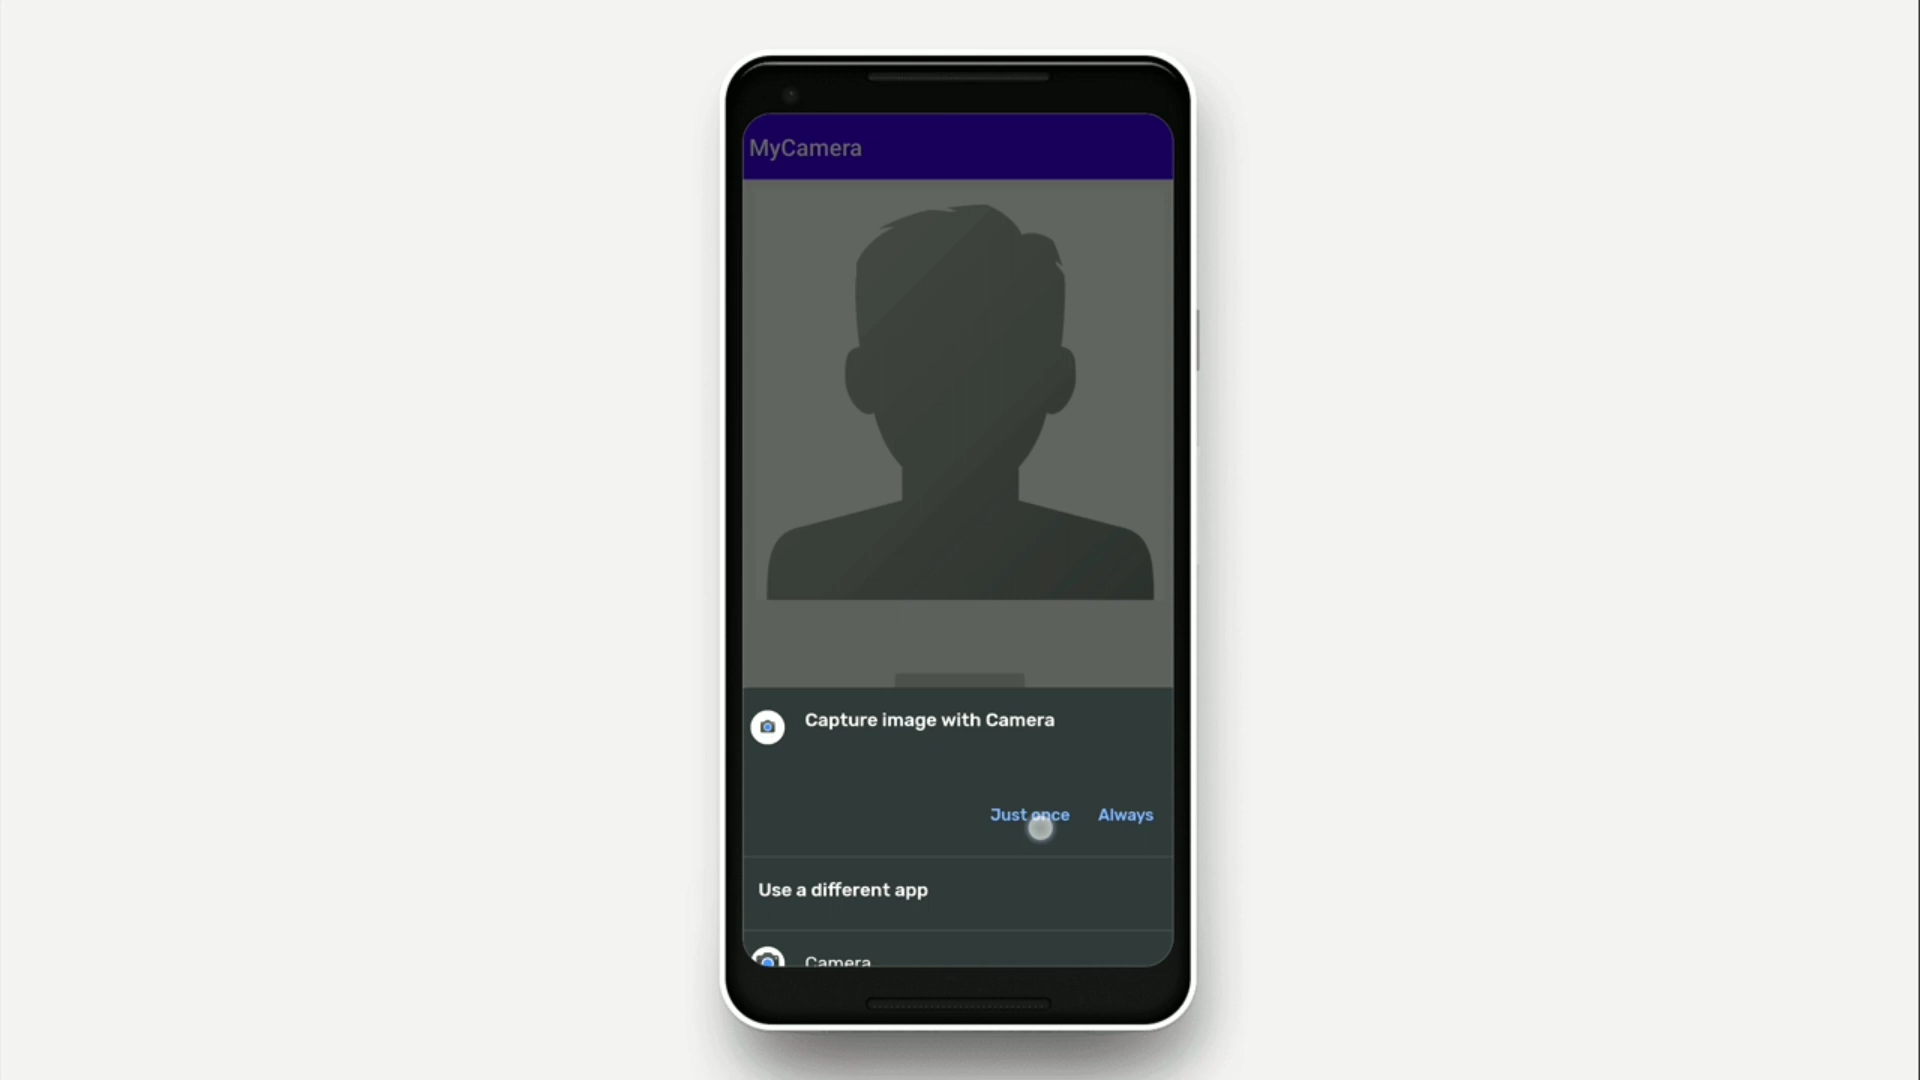 MyCamera
Capture image with Camera
Just once Always
Use a different app
Camera